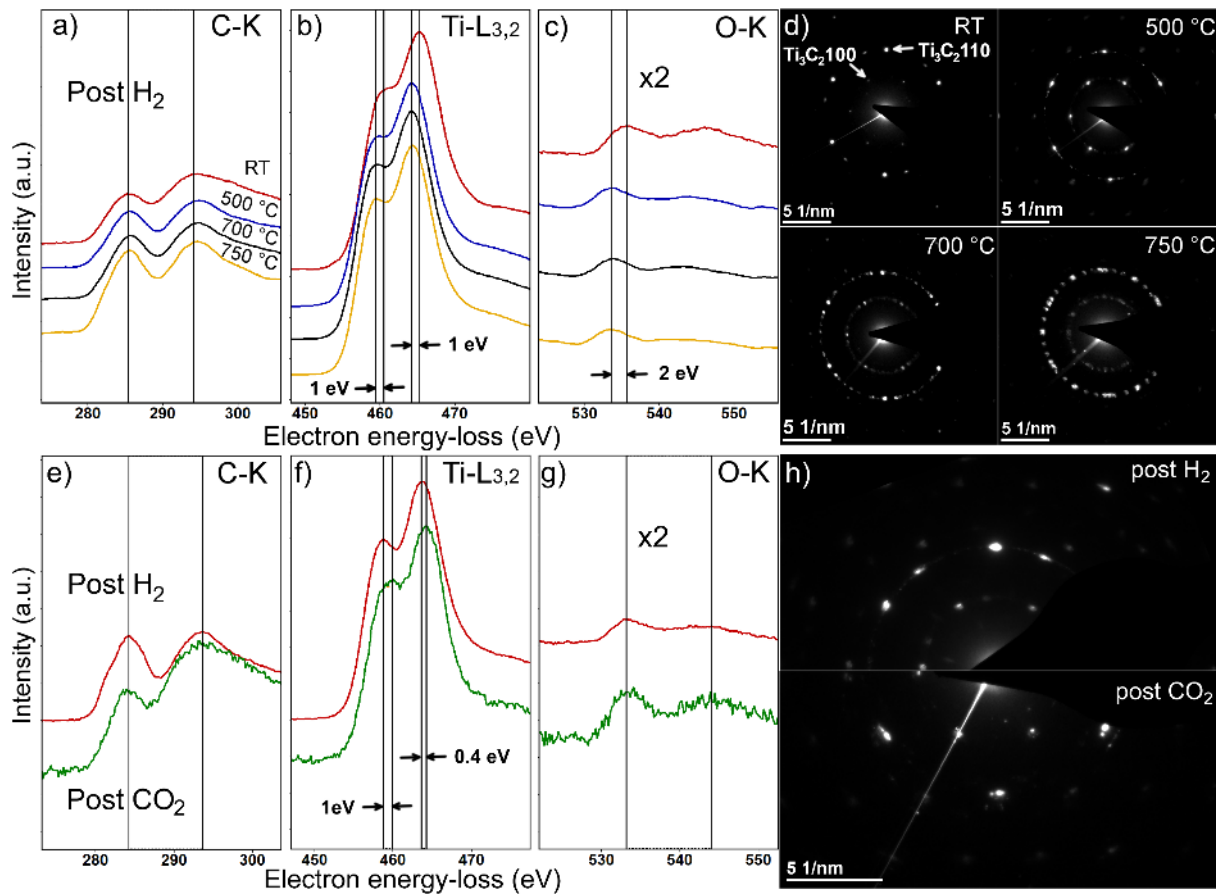 a) C-K
Post H2
RT
500 °C
700 °C
750 °C
280 290 300
Intensity (a.u.)
b) Ti-L3,2
1 eV
1 eV
450 460 470
Electron energy-loss (eV)
c) O-K
x2
2 eV
530 540 550
d) RT
Ti3C2100
Ti3C2110
5 1/nm
500 °C
5 1/nm
700 °C
5 1/nm
750 °C
5 1/nm
e) C-K
Post H2
Post CO2
280 290 300
Intensity (a.u.)
f) Ti-L3,2
0.4 eV
1eV
450 460 470
Electron energy-loss (eV)
g) O-K
x2
530 540 550
h) post H2
post CO2
5 1/nm